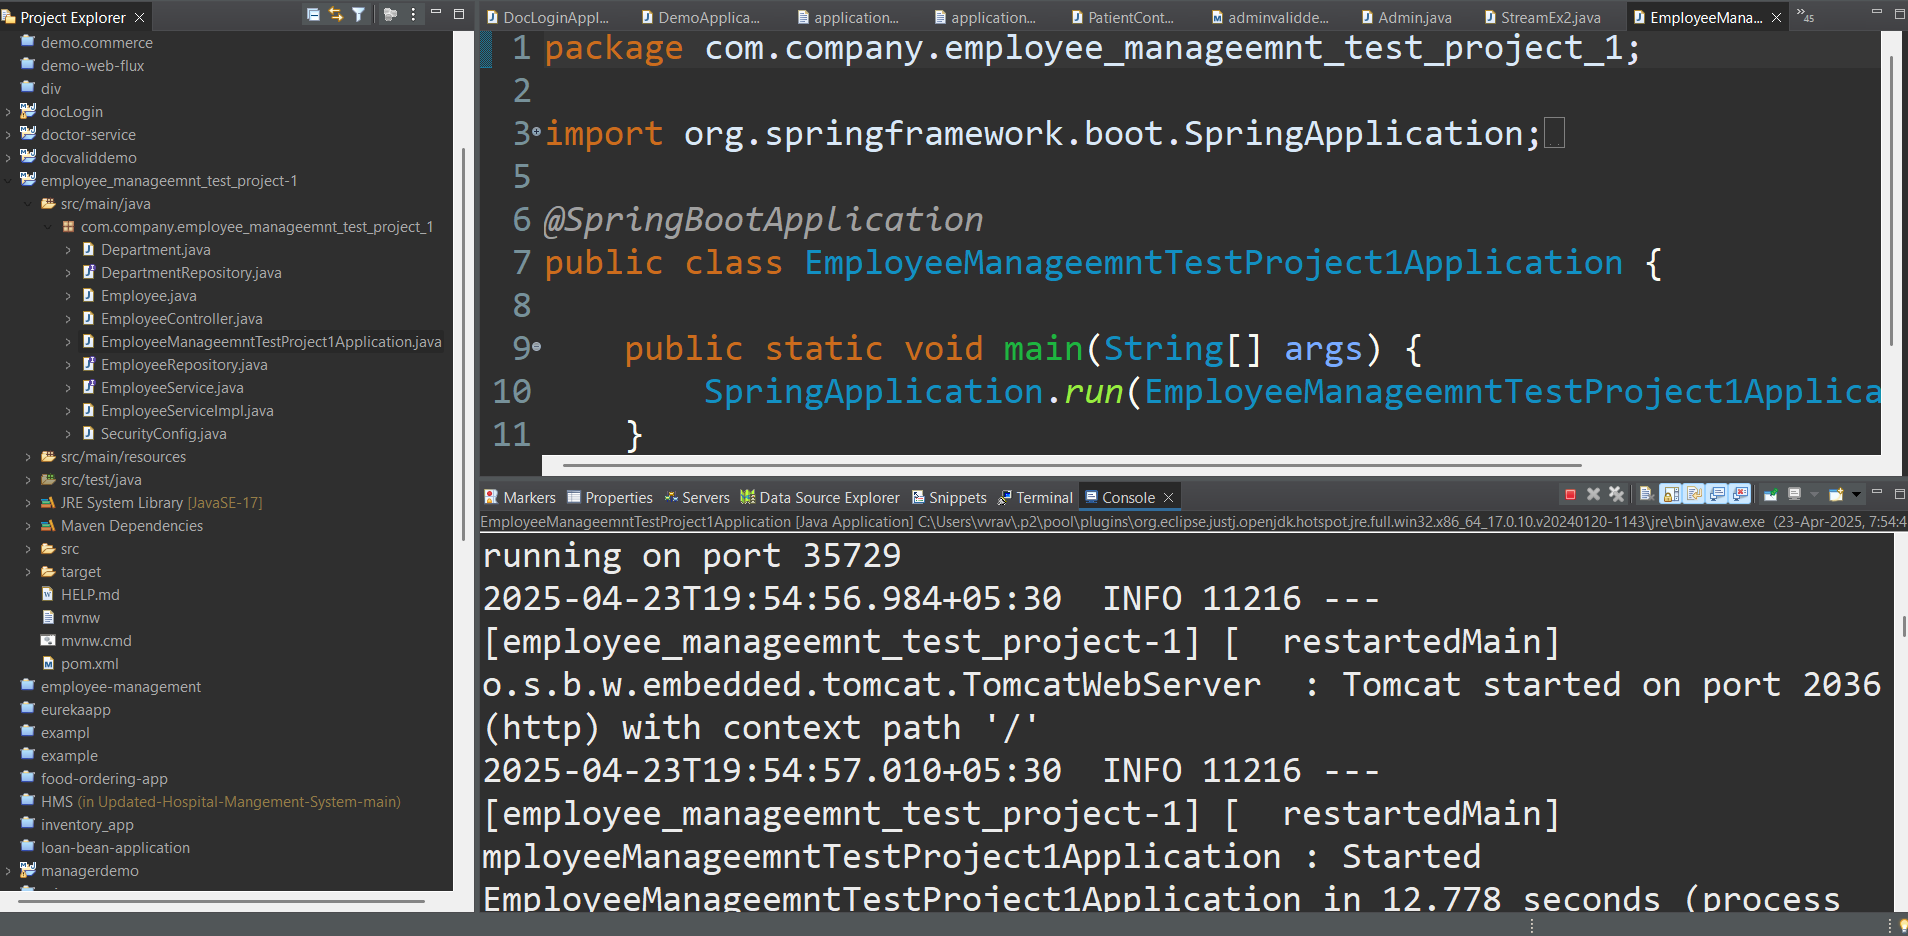 Project Explorer
demo.commerce
demo-web-flux
div
docLogin
doctor-service
docvaliddemo
employee_manageemnt_test_project-1
src/main/java
com.company.employee_manageemnt_test_project_1
Department.java
DepartmentRepository.java
Employee.java
EmployeeController.java
EmployeeManageemntTestProject1Application.java
EmployeeRepository.java
EmployeeService.java
EmployeeServiceImpl.java
SecurityConfig.java
src/main/resources
src/test/java
JRE System Library [JavaSE-17]
Maven Dependencies
src
target
HELP.md
mvnw
mvnw.cmd
pom.xml
employee-management
eurekaapp
exampl
example
food-ordering-app
HMS (in Updated-Hospital-Mangement-System-main)
inventory_app
loan-bean-application
managerdemo
DocLoginAppl... DemoApplica... application... application... PatientCont... adminvalidde... Admin.java StreamEx2.java EmployeeMana... »45
1 package com.company.employee_manageemnt_test_project_1;
2
3 import org.springframework.boot.SpringApplication;
5
6 @SpringBootApplication
7 public class EmployeeManageemntTestProject1Application {
8
9 public static void main(String[] args) {
10 SpringApplication.run(EmployeeManageemntTestProject1Applica
11 }
Markers Properties Servers Data Source Explorer Snippets Terminal Console
EmployeeManageemntTestProject1Application [Java Application] C:\Users\vvrav\.p2\pool\plugins\org.eclipse.justj.openjdk.hotspot.jre.full.win32.x86_64_17.0.10.v20240120-1143\jre\bin\javaw.exe (23-Apr-2025, 7:54:4
running on port 35729
2025-04-23T19:54:56.984+05:30 INFO 11216 ---
[employee_manageemnt_test_project-1] [ restartedMain]
o.s.b.w.embedded.tomcat.TomcatWebServer : Tomcat started on port 2036
(http) with context path '/'
2025-04-23T19:54:57.010+05:30 INFO 11216 ---
[employee_manageemnt_test_project-1] [ restartedMain]
mployeeManageemntTestProject1Application : Started
EmployeeManageemntTestProject1Application in 12.778 seconds (process